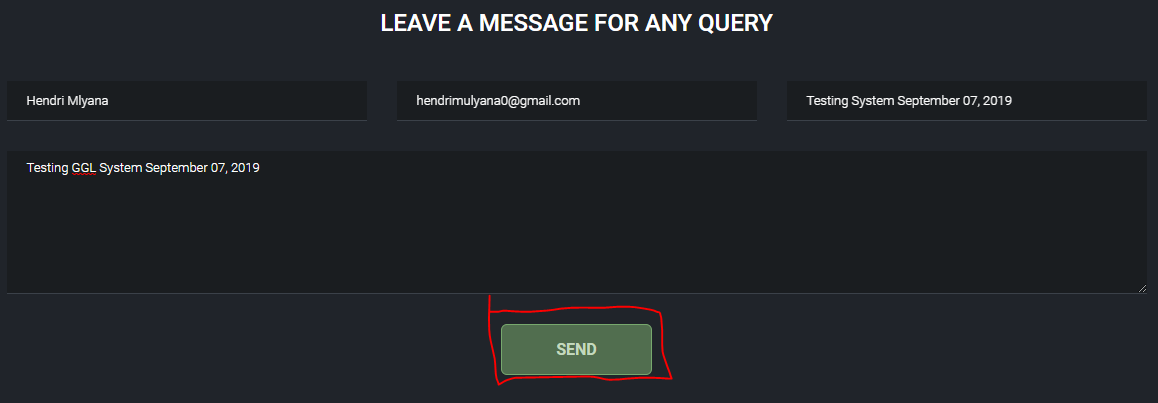 LEAVE A MESSAGE FOR ANY QUERY
Hendri Mlyana
hendrimulyana0@gmail.com
Testing System September 07, 2019
Testing GGL System September 07, 2019
SEND